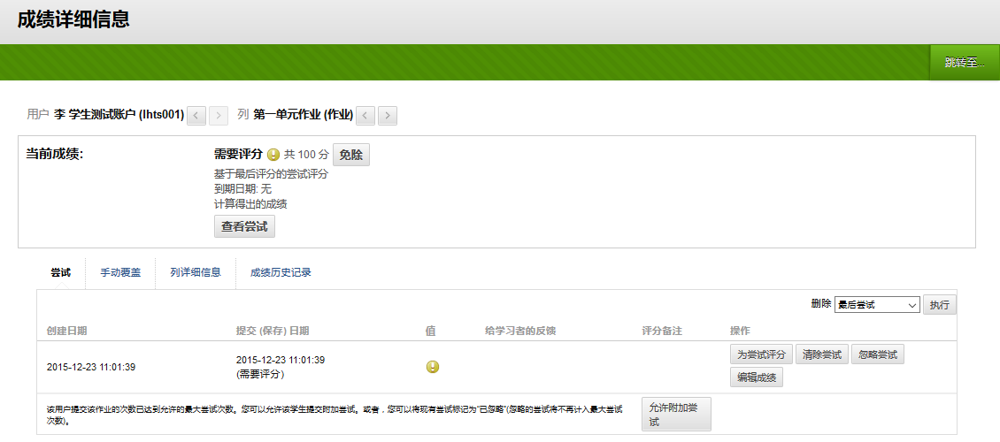 成绩详细信息
跳转至...
用户 李 学生测试账户 (lhts001) < > 列 第一单元作业 (作业) < >
当前成绩: 需要评分 ! 共 100 分 免除
基于最后评分的尝试评分
到期日期: 无
计算得出的成绩
查看尝试
尝试 手动覆盖 列详细信息 成绩历史记录
删除 最后尝试 执行
创建日期 提交 (保存) 日期 值 给学习者的反馈 评分备注 操作
2015-12-23 11:01:39 2015-12-23 11:01:39 ! 为尝试评分 清除尝试 忽略尝试
(需要评分) 编辑成绩
该用户提交该作业的次数已达到允许的最大尝试次数。您可以允许该学生提交附加尝试。或者，您可以将现有尝试标记为“已忽略”(忽略的尝试将不再计入最大尝试
次数)。
允许附加尝
试